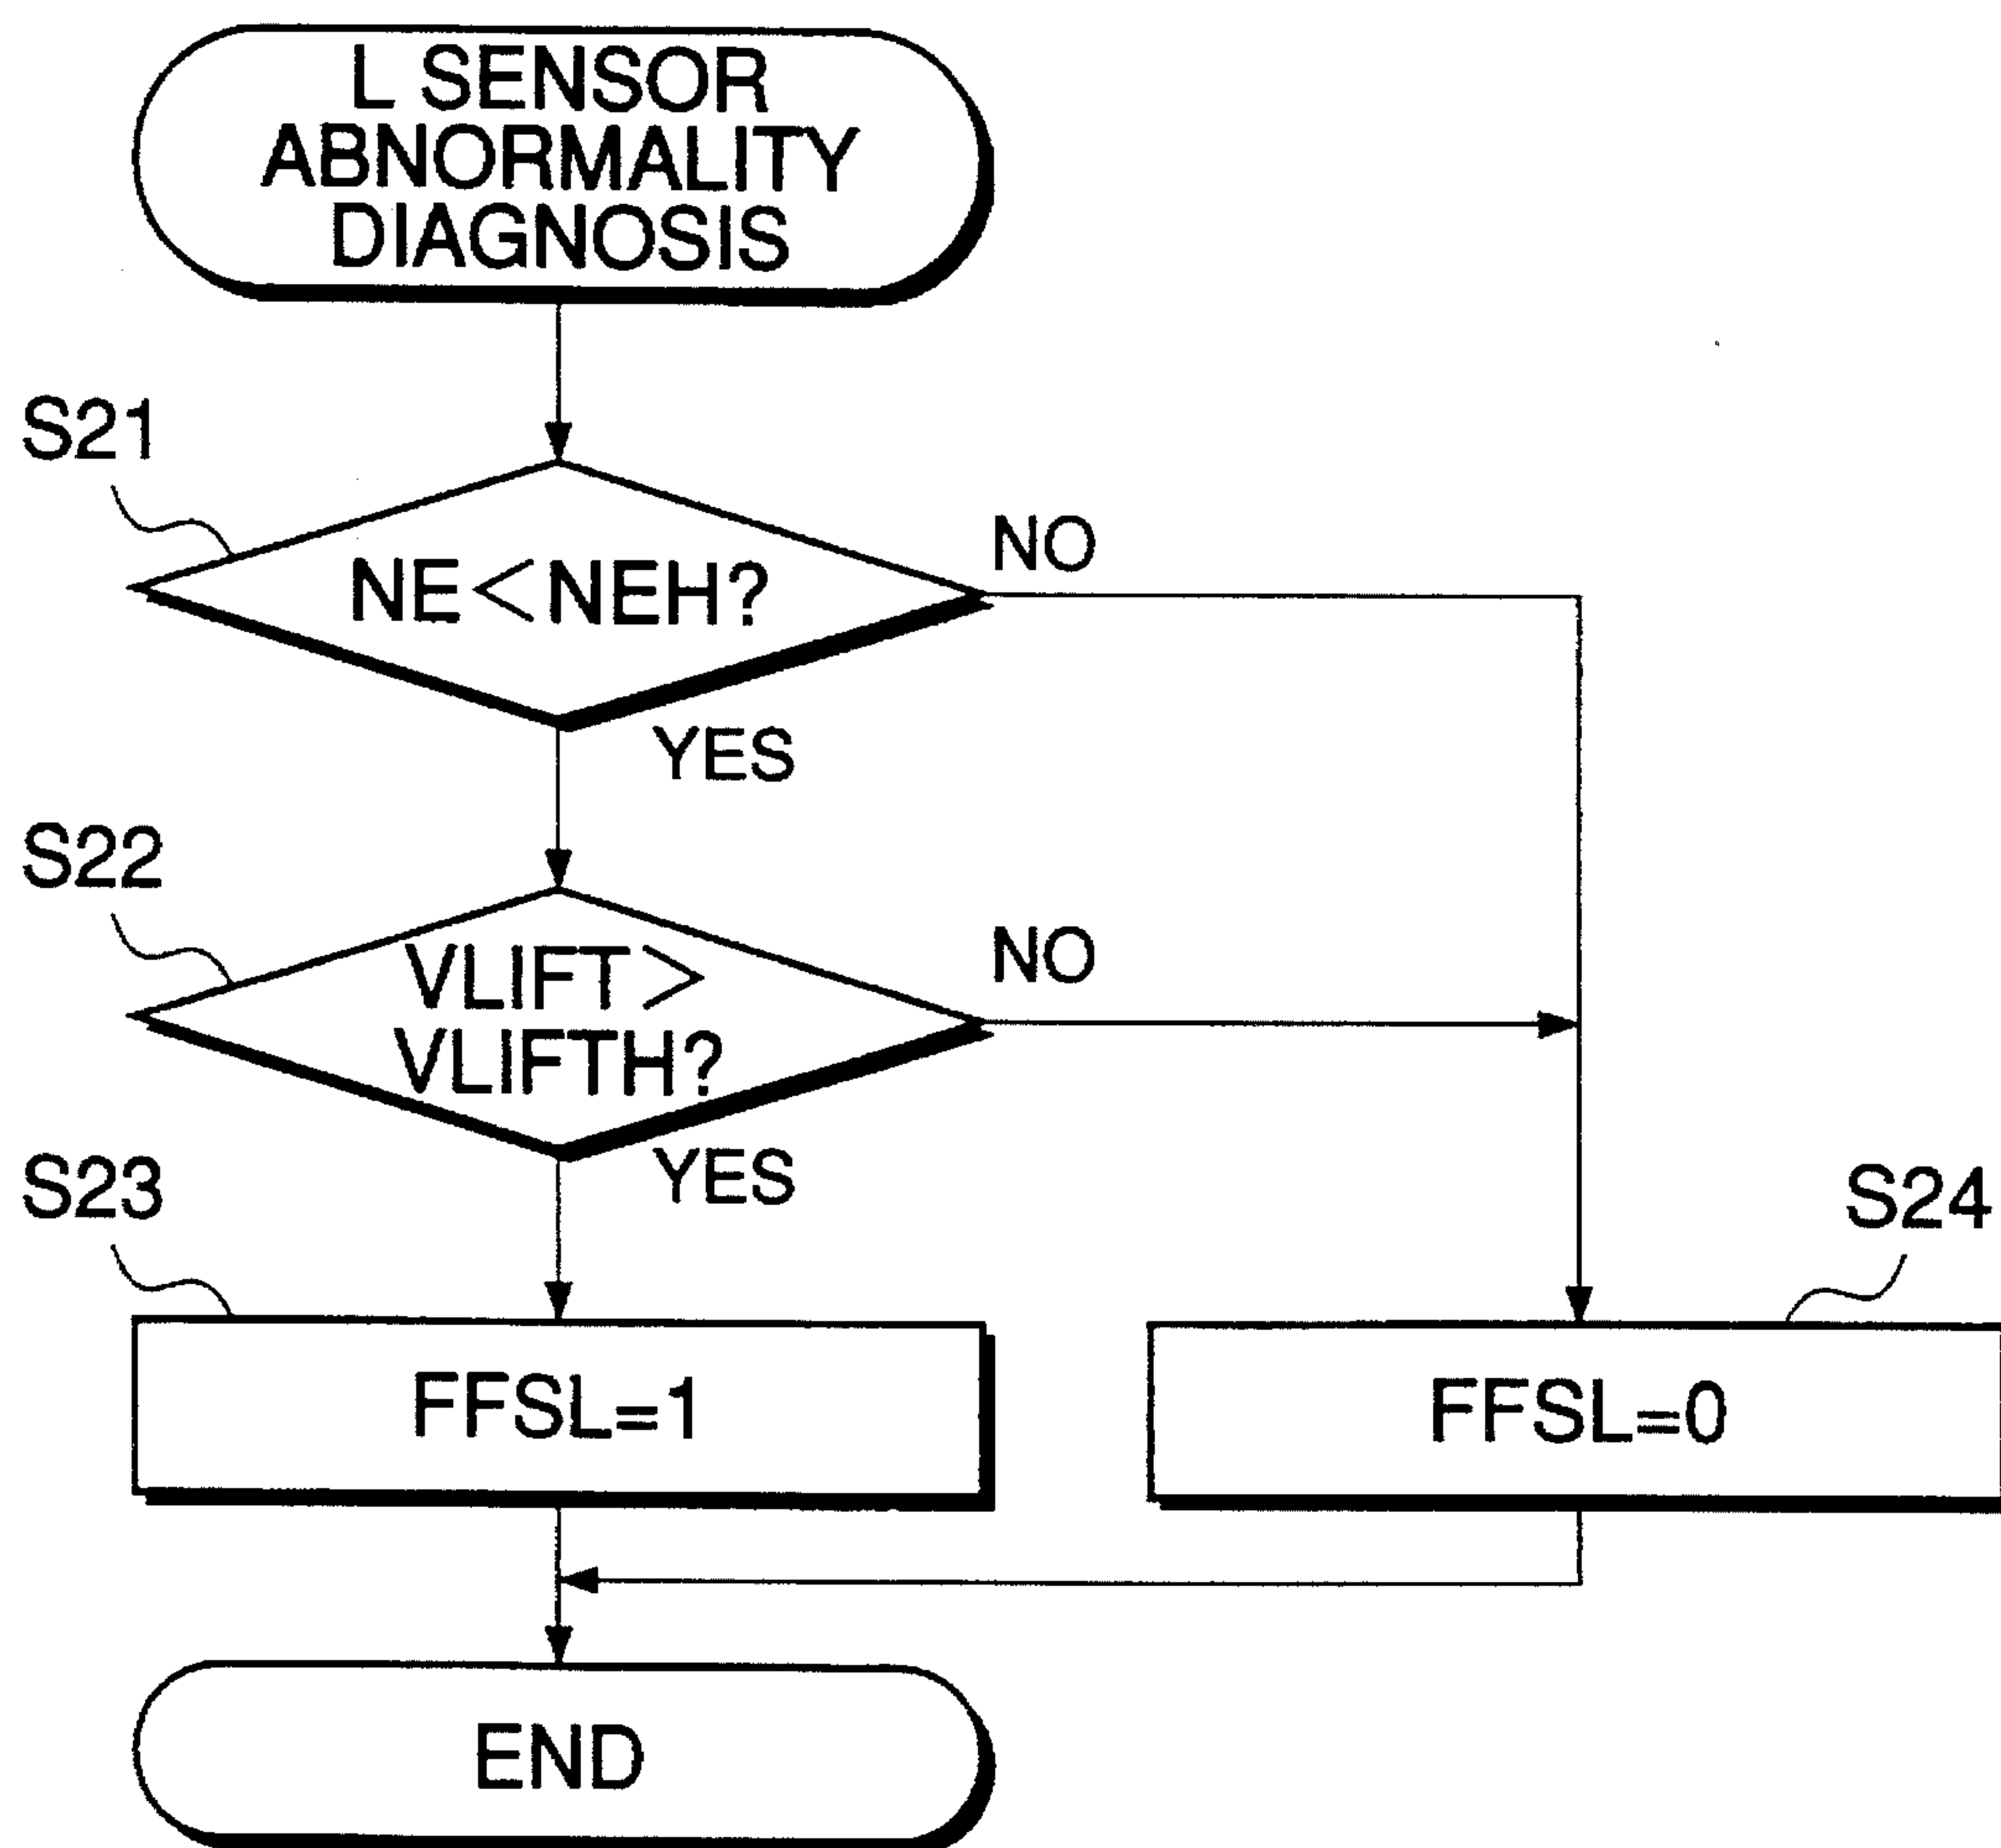 L SENSOR
ABNORMALITY
DIAGNOSIS
S21
NE<NEH?
NO
YES
S22
VLIFT>
VLIFTH?
NO
YES
S23
FFSL=1
S24
FFSL=0
END